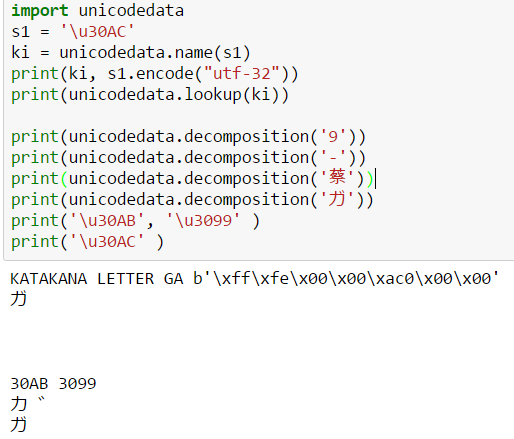 import unicodedata
s1 = '\u30AC'
ki = unicodedata.name(s1)
print(ki, s1.encode("utf-32"))
print(unicodedata.lookup(ki))
print(unicodedata.decomposition('9'))
print(unicodedata.decomposition('-'))
print(unicodedata.decomposition('蔡'))
print(unicodedata.decomposition('ガ'))
print('\u30AB', '\u3099' )
print('\u30AC' )
KATAKANA LETTER GA b'\xff\xfe\x00\x00\xac0\x00\x00'
ガ
30AB 3099
カ ゙
ガ